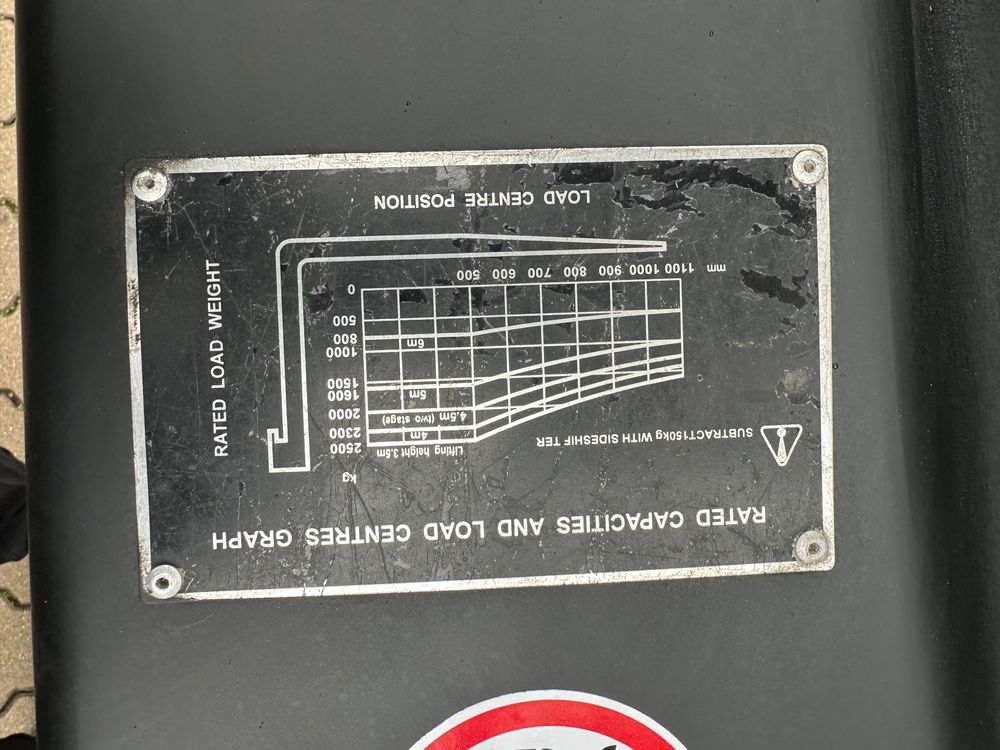 RATED CAPACITIES AND LOAD CENTRES GRAPH
SUBTRACT150kg WITH SIDESHIFTER
kg
Lifting height 3.5m 2500
4m 2300
4.5m (two stage) 2000
5m 1600
1500
1000
6m 800
500
0
mm 1100 1000 900 800 700 600 500
RATED LOAD WEIGHT
LOAD CENTRE POSITION